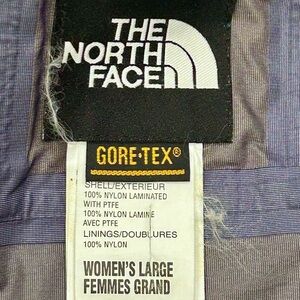 THE
NORTH
FACE
GORE-TEX®
SHELL/EXTERIEUR
100% NYLON LAMINATED
WITH PTFE
100% NYLON LAMINE
AVEC PTFE
LININGS/DOUBLURES
100% NYLON
WOMEN'S LARGE
FEMMES GRAND